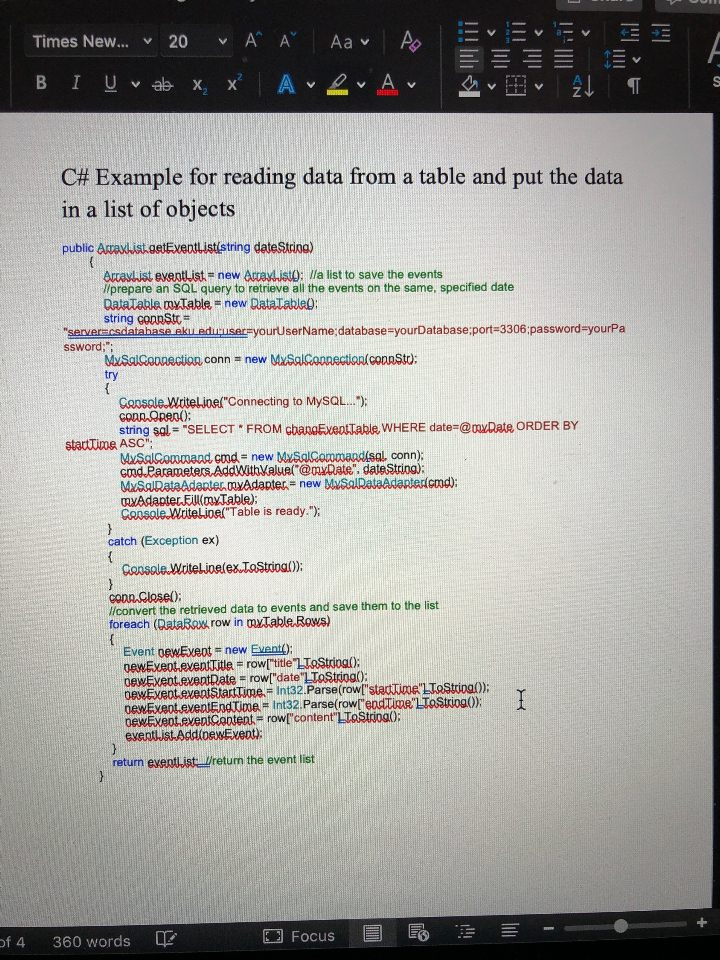 Times New... 20 A A Aa A
B I U ab x2 x2 A A A Z
C# Example for reading data from a table and put the data
in a list of objects
public ArrayList getEventList(string dateString)
{
ArrayList eventList = new ArrayList(); //a list to save the events
//prepare an SQL query to retrieve all the events on the same, specified date
DataTable myTable = new DataTable();
string connStr =
"server=csdatabase.eku.edu;user=yourUserName;database=yourDatabase;port=3306;password=yourPa
ssword;";
MySqlConnection conn = new MySqlConnection(connStr);
try
{
Console.WriteLine("Connecting to MySQL...");
conn.Open();
string sql = "SELECT * FROM changEventTable WHERE date=@myDate ORDER BY
startTime ASC";
MySqlCommand cmd = new MySqlCommand(sql, conn);
cmd.Parameters.AddWithValue("@myDate", dateString);
MySqlDataAdapter myAdapter = new MySqlDataAdapter(cmd);
myAdapter.Fill(myTable);
Console.WriteLine("Table is ready.");
}
catch (Exception ex)
{
Console.WriteLine(ex.ToString());
}
conn.Close();
//convert the retrieved data to events and save them to the list
foreach (DataRow row in myTable.Rows)
{
Event newEvent = new Event();
newEvent.eventTitle = row["title"].ToString();
newEvent.eventDate = row["date"].ToString();
newEvent.eventStartTime = Int32.Parse(row["startTime"].ToString());
newEvent.eventEndTime = Int32.Parse(row["endTime"].ToString());
newEvent.eventContent = row["content"].ToString();
eventList.Add(newEvent);
}
return eventList; //return the event list
}
of 4 360 words Focus